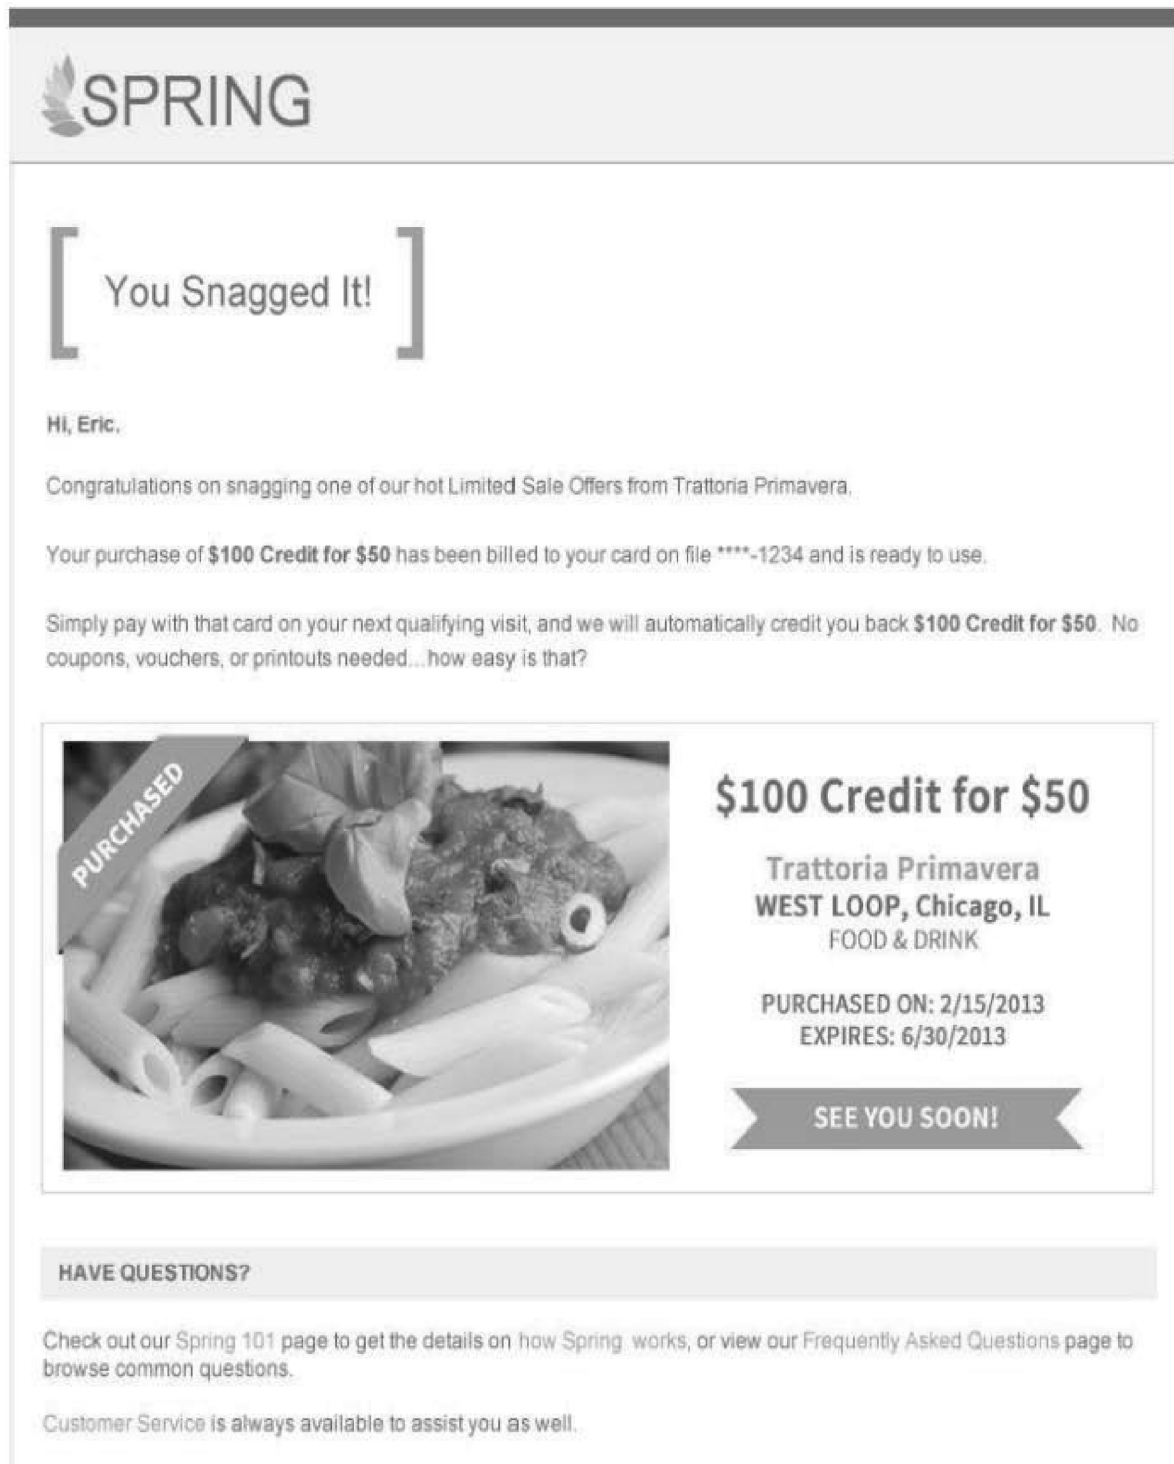 SPRING
You Snagged It!
Hi, Eric.
Congratulations on snagging one of our hot Limited Sale Offers from Trattoria Primavera.
Your purchase of $100 Credit for $50 has been billed to your card on file ****-1234 and is ready to use.
Simply pay with that card on your next qualifying visit, and we will automatically credit you back $100 Credit for $50. No
coupons, vouchers, or printouts needed...how easy is that?
PURCHASED
$100 Credit for $50
Trattoria Primavera
WEST LOOP, Chicago, IL
FOOD & DRINK
PURCHASED ON: 2/15/2013
EXPIRES: 6/30/2013
SEE YOU SOON!
HAVE QUESTIONS?
Check out our Spring 101 page to get the details on how Spring works, or view our Frequently Asked Questions page to
browse common questions.
Customer Service is always available to assist you as well.